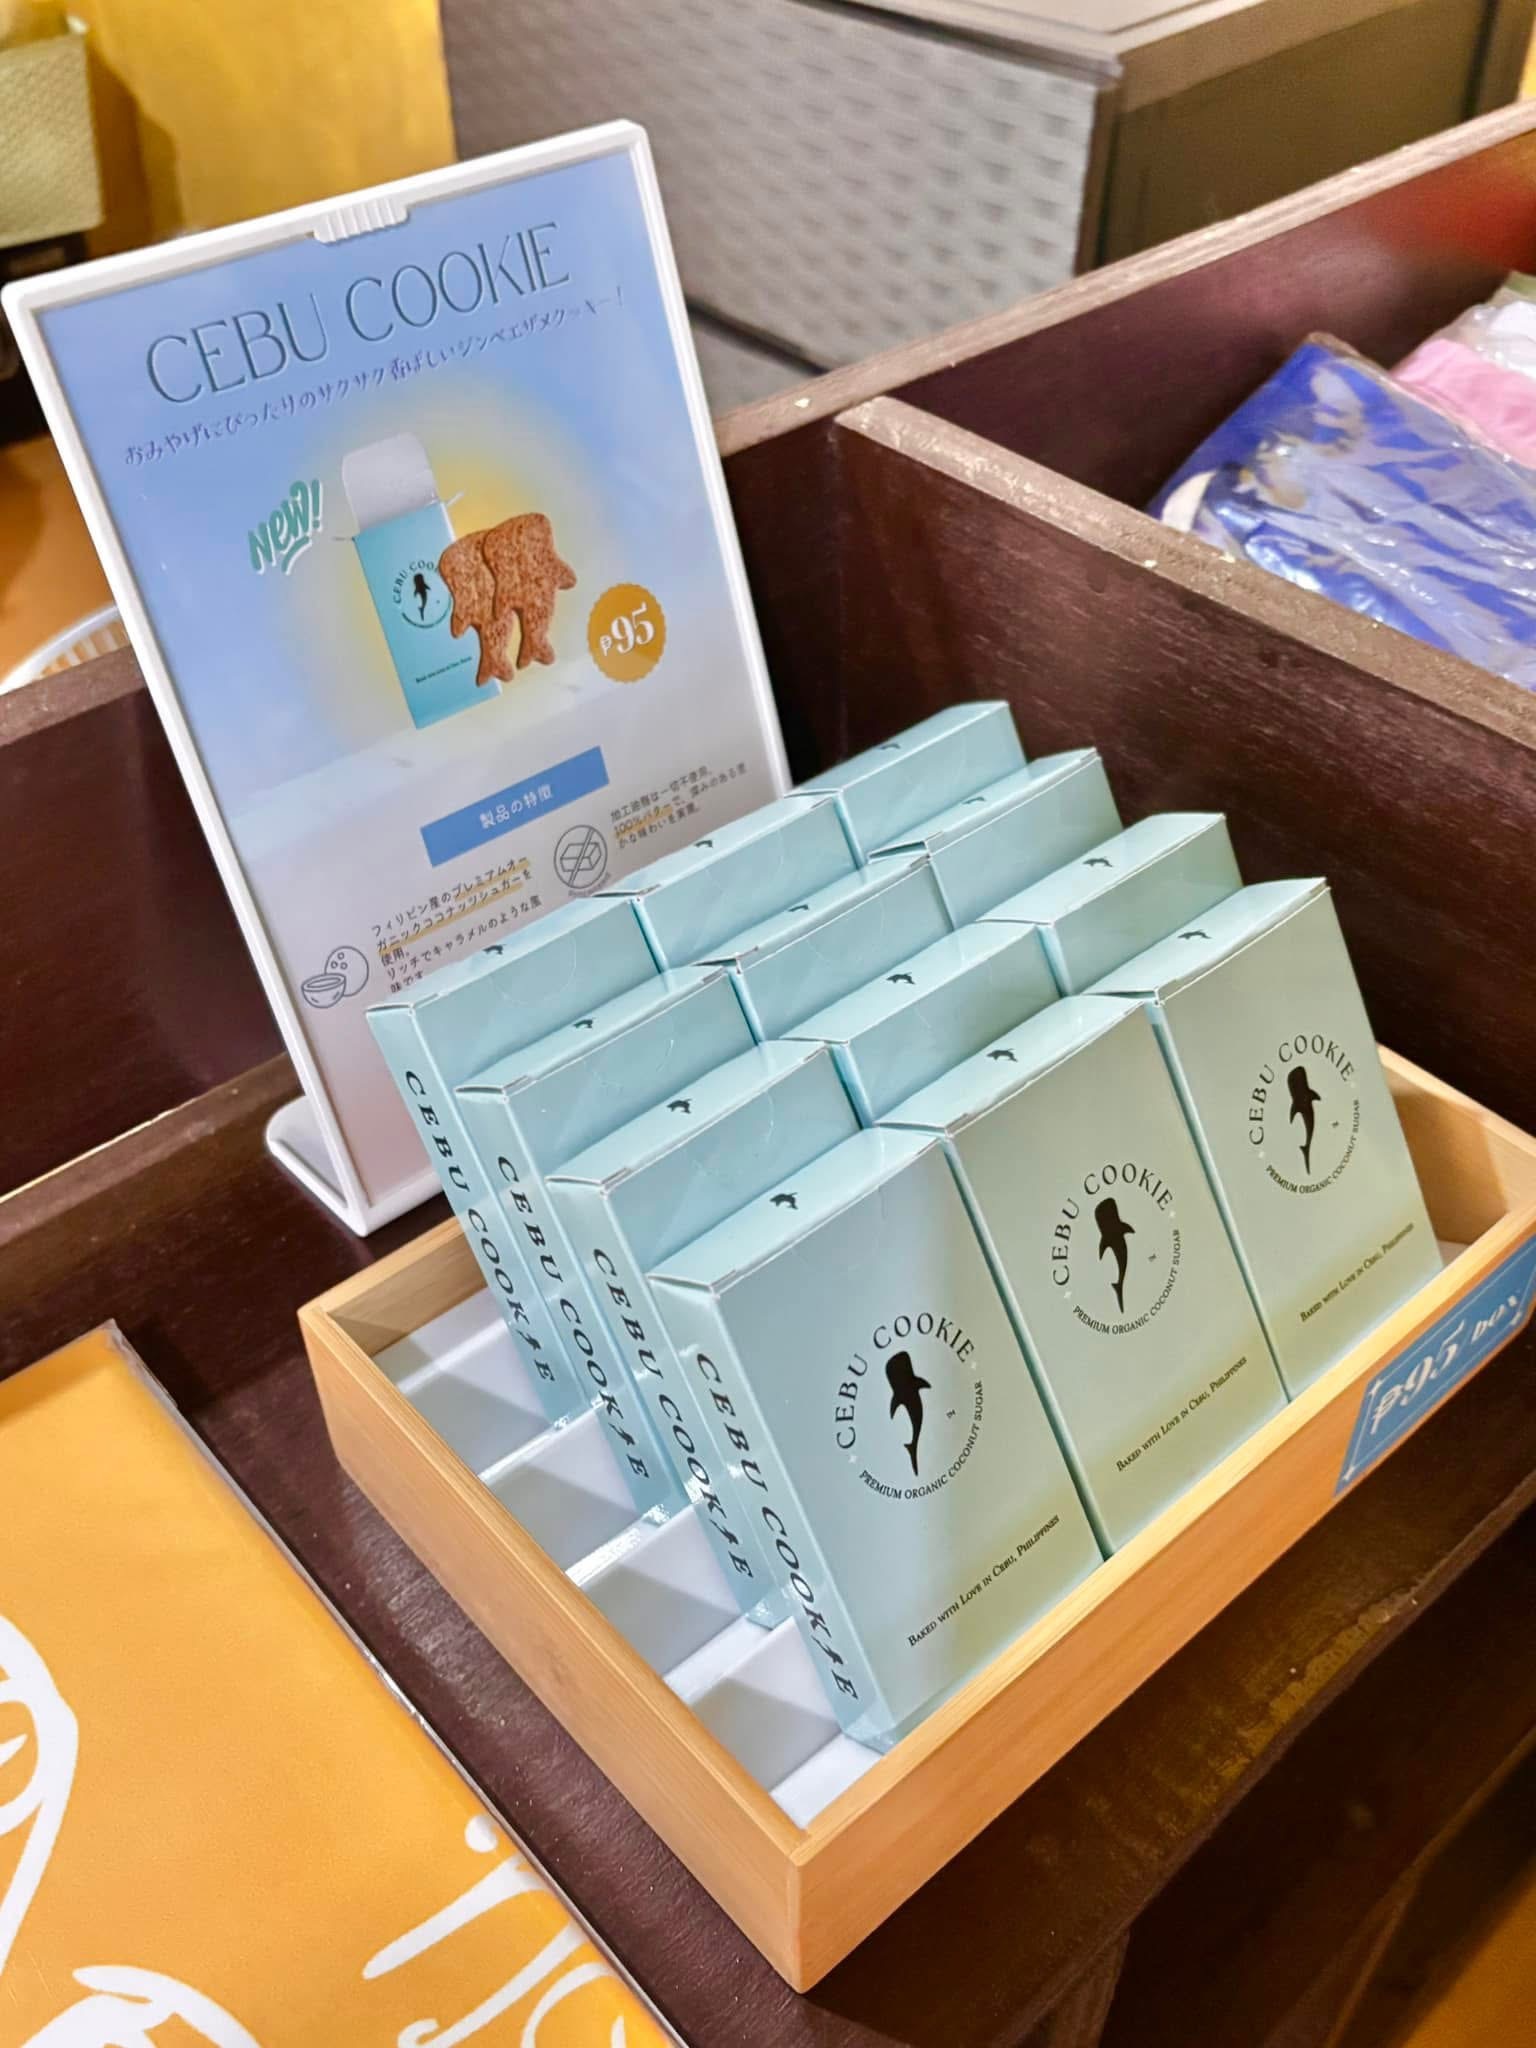 CEBU COOKIE
おみやげにぴったりのサクサク香ばしいジンベエザメクッキー!
New!
CEBU COOKIE
₱95
製品の特徴
加工油脂は一切不使用。
100%バターで、深みのある豊
かな味わいを実現。
フィリピン産のプレミアムオー
ガニックココナッツシュガーを
使用。
リッチでキャラメルのような風
味です
CEBU COOKIE
CEBU COOKIE
CEBU COOKIE
CEBU COOKIE
CEBU COOKIE
PREMIUM ORGANIC COCONUT SUGAR
BAKED WITH LOVE IN CEBU, PHILIPPINES
CEBU COOKIE
PREMIUM ORGANIC COCONUT SUGAR
BAKED WITH LOVE IN CEBU, PHILIPPINES
CEBU COOKIE
PREMIUM ORGANIC COCONUT SUGAR
BAKED WITH LOVE IN CEBU, PHILIPPINES
₱95 box